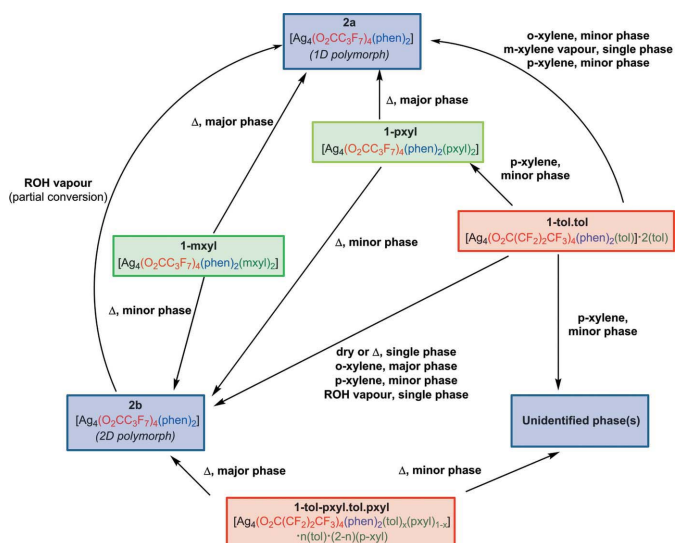 2a
[Ag₄(O₂CC₃F₇)₄(phen)₂]
(1D polymorph)
o-xylene, minor phase
m-xylene vapour, single phase
p-xylene, minor phase
Δ, major phase
Δ, major phase
1-pxyl
[Ag₄(O₂CC₃F₇)₄(phen)₂(pxyl)₂]
p-xylene,
minor phase
ROH vapour
(partial conversion)
1-tol.tol
[Ag₄(O₂C(CF₂)₂CF₃)₄(phen)₂(tol)]·2(tol)
1-mxyl
[Ag₄(O₂CC₃F₇)₄(phen)₂(mxyl)₂]
Δ, minor phase
Δ, minor phase
p-xylene,
minor phase
dry or Δ, single phase
o-xylene, major phase
p-xylene, minor phase
ROH vapour, single phase
2b
[Ag₄(O₂CC₃F₇)₄(phen)₂]
(2D polymorph)
Unidentified phase(s)
Δ, major phase
Δ, minor phase
1-tol-pxyl.tol.pxyl
[Ag₄(O₂C(CF₂)₂CF₃)₄(phen)₂(tol)ₓ(pxyl)₁₋ₓ]
·n(tol)·(2-n)(p-xyl)